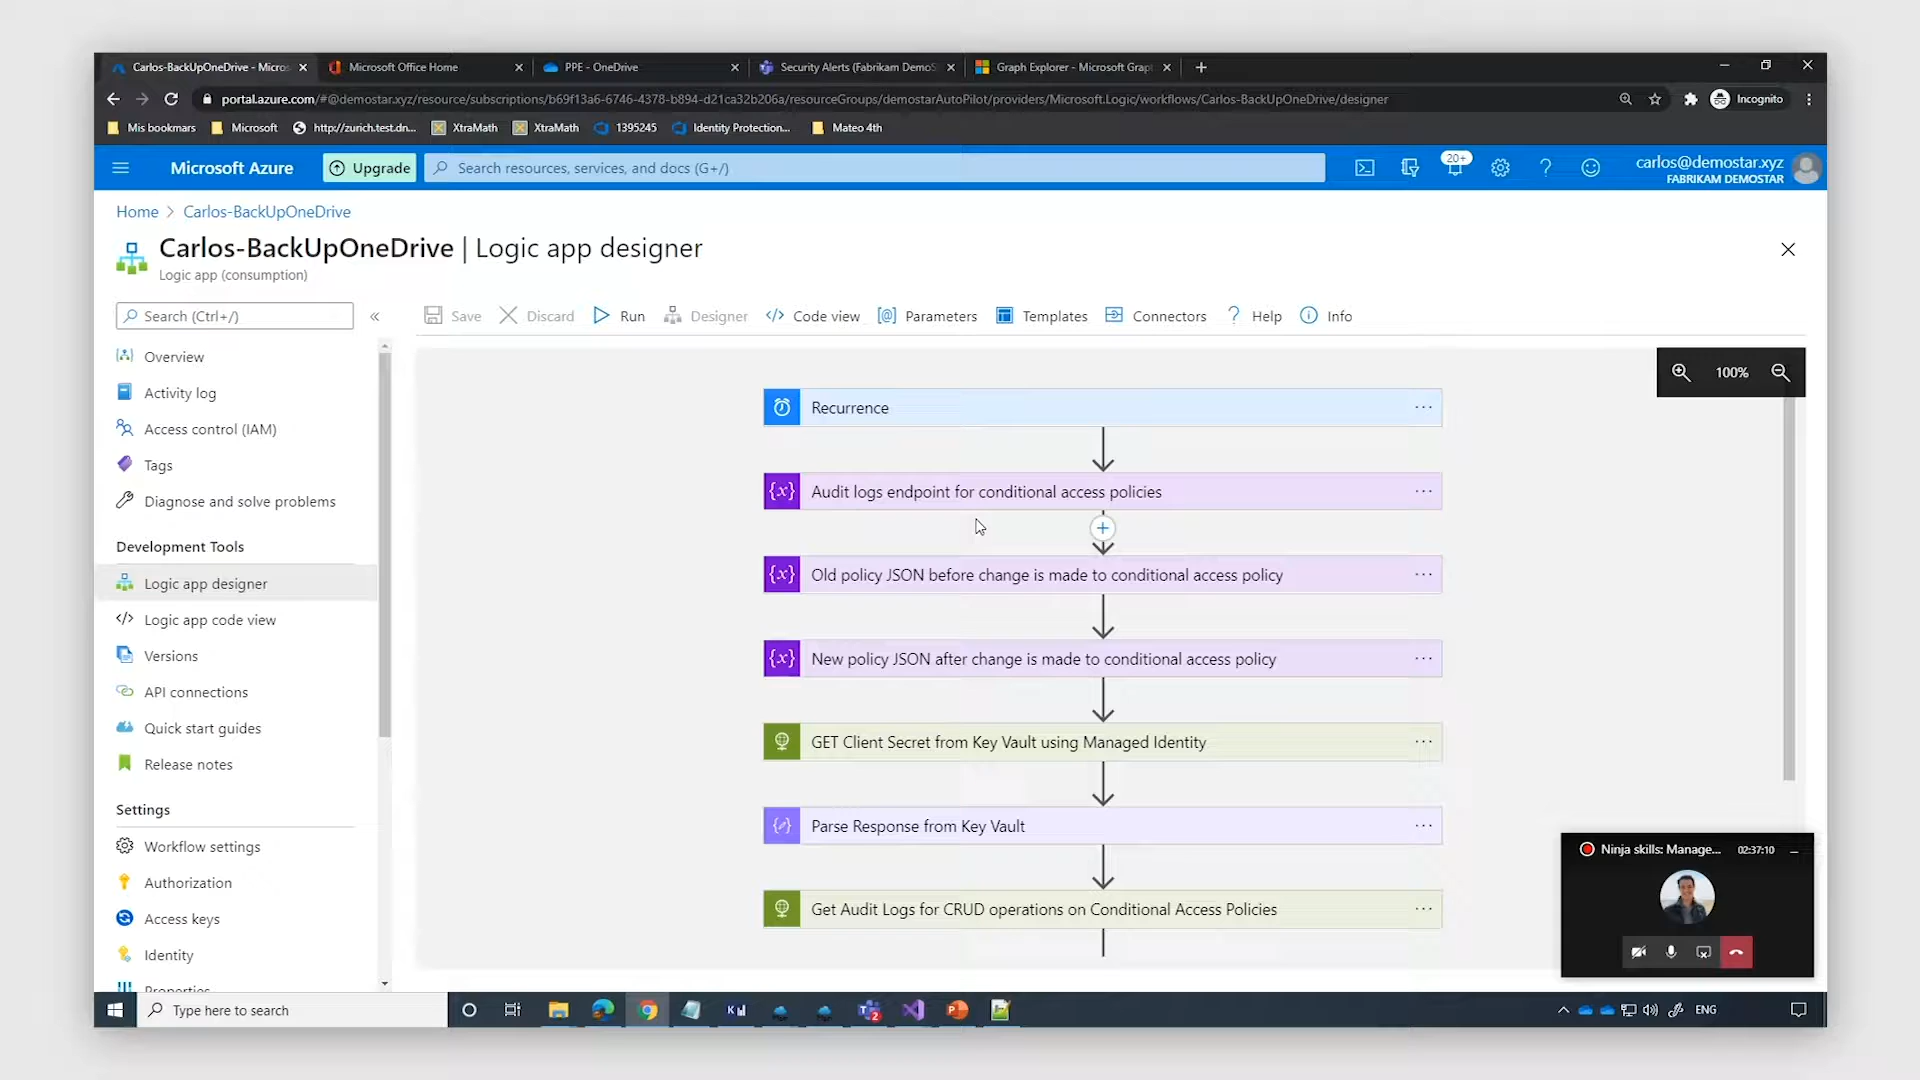 Carlos-BackUpOneDrive - Micros
Microsoft Office Home
PPE - OneDrive
Security Alerts (Fabrikam DemoS
Graph Explorer - Microsoft Grap
portal.azure.com/#@demostar.xyz/resource/subscriptions/b69f13a6-6746-4378-b894-d21ca32b206a/resourceGroups/demostarAutoPilot/providers/Microsoft.Logic/workflows/Carlos-BackUpOneDrive/designer
Incognito
Mis bookmars
Microsoft
http://zurich.test.dn...
XtraMath
XtraMath
1395245
Identity Protection...
Mateo 4th
Microsoft Azure
Upgrade
Search resources, services, and docs (G+/)
20+
carlos@demostar.xyz
FABRIKAM DEMOSTAR
Home > Carlos-BackUpOneDrive
Carlos-BackUpOneDrive | Logic app designer
Logic app (consumption)
Search (Ctrl+/)
«
Save
Discard
Run
Designer
Code view
Parameters
Templates
Connectors
Help
Info
Overview
Activity log
Access control (IAM)
Tags
Diagnose and solve problems
Development Tools
Logic app designer
Logic app code view
Versions
API connections
Quick start guides
Release notes
Settings
Workflow settings
Authorization
Access keys
Identity
Properties
100%
Recurrence
Audit logs endpoint for conditional access policies
Old policy JSON before change is made to conditional access policy
New policy JSON after change is made to conditional access policy
GET Client Secret from Key Vault using Managed Identity
Parse Response from Key Vault
Get Audit Logs for CRUD operations on Conditional Access Policies
Ninja skills: Manage...
02:37:10
Type here to search
ENG